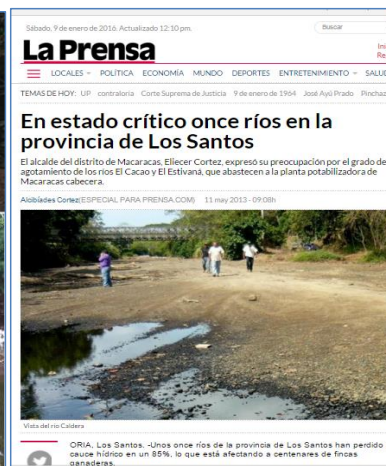 Sábado, 9 de enero de 2016. Actualizado 12:10 pm.
Buscar
La Prensa
LOCALES POLÍTICA ECONOMÍA MUNDO DEPORTES ENTRETENIMIENTO SALUD
TEMAS DE HOY: UP contraloria Corte Suprema de Justicia 9 de enero de 1964 José Ayú Prado Pinchaz
En estado crítico once ríos en la
provincia de Los Santos
El alcalde del distrito de Macaracas, Eliecer Cortez, expresó su preocupación por el grado de
agotamiento de los ríos El Cacao y El Estivaná, que abastecen a la planta potabilizadora de
Macaracas cabecera.
Alcibíades Cortez(ESPECIAL PARA PRENSA.COM) 11 may 2013 - 09:08h
Vista del río Caldera
ORIA, Los Santos. -Unos once ríos de la provincia de Los Santos han perdido
cauce hídrico en un 85%, lo que está afectando a centenares de fincas
ganaderas.